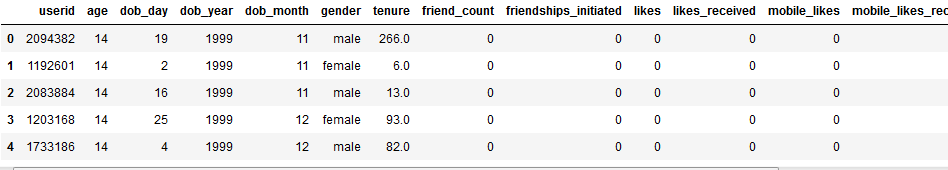 userid age dob_day dob_year dob_month gender tenure friend_count friendships_initiated likes likes_received mobile_likes mobile_likes_rec
0 2094382 14 19 1999 11 male 266.0 0 0 0 0 0
1 1192601 14 2 1999 11 female 6.0 0 0 0 0 0
2 2083884 14 16 1999 11 male 13.0 0 0 0 0 0
3 1203168 14 25 1999 12 female 93.0 0 0 0 0 0
4 1733186 14 4 1999 12 male 82.0 0 0 0 0 0